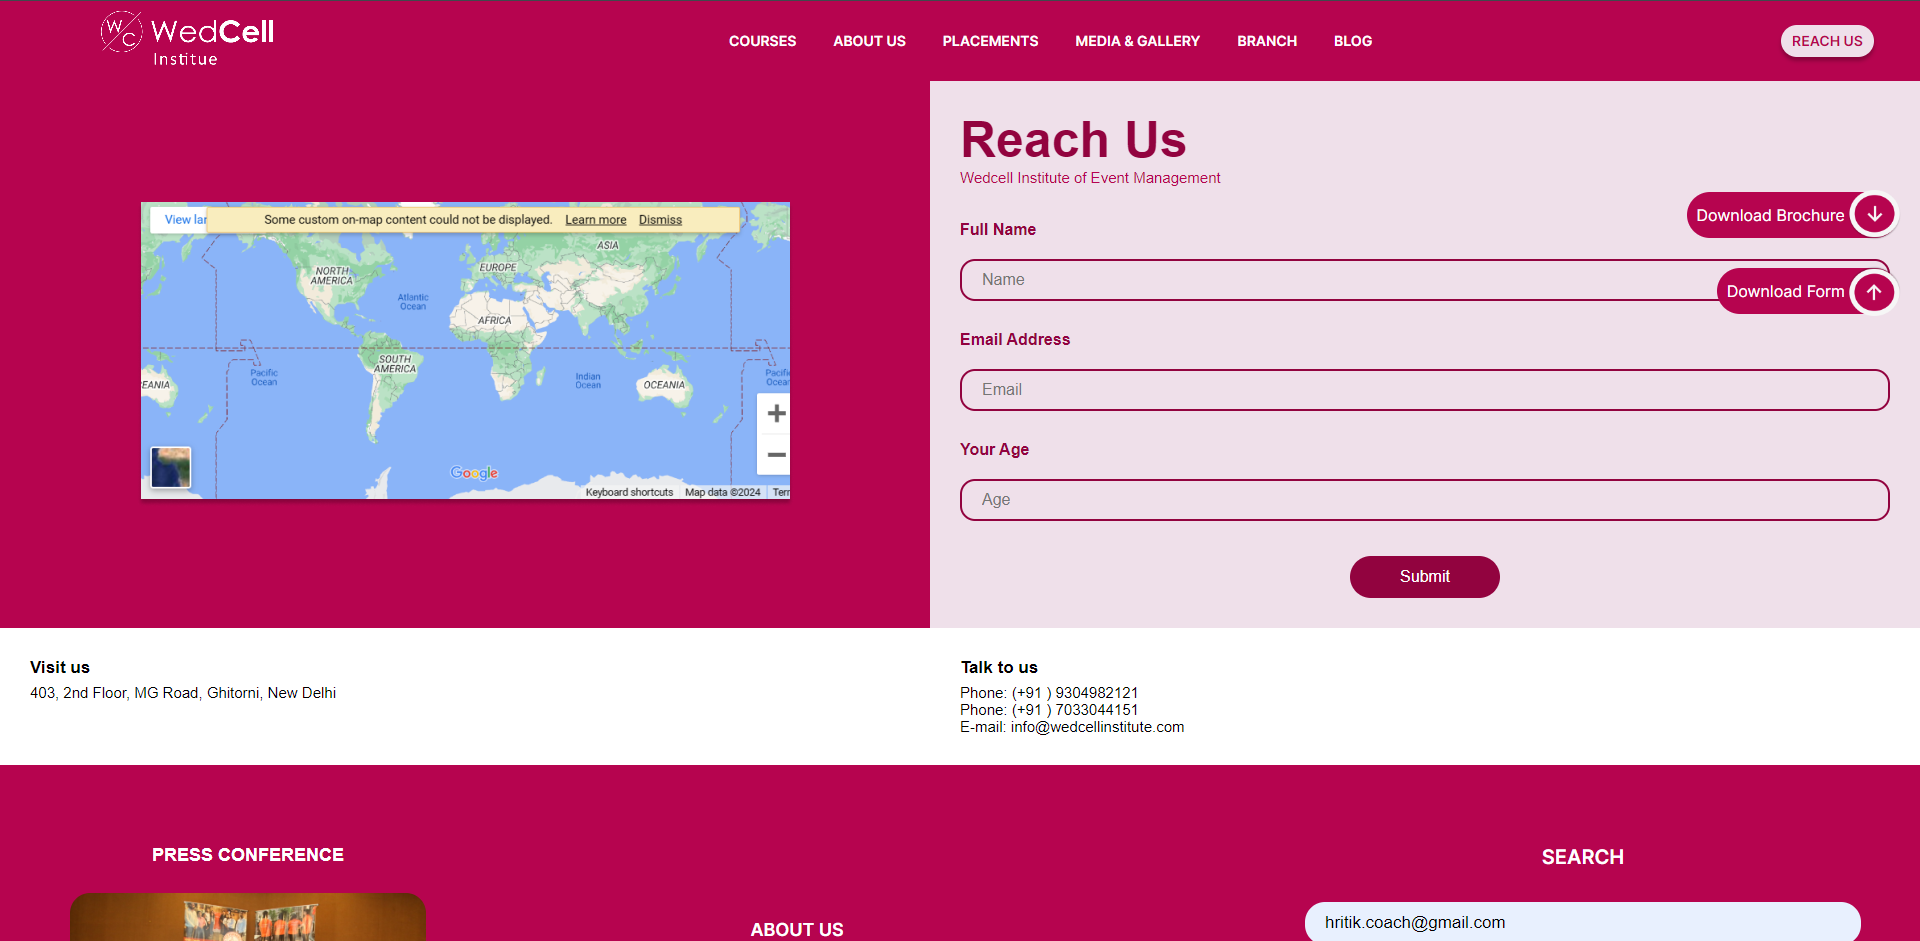 WC WedCell
Institue
COURSES ABOUT US PLACEMENTS MEDIA & GALLERY BRANCH BLOG
REACH US
View lar
Some custom on-map content could not be displayed. Learn more Dismiss
ASIA
EUROPE
NORTH
AMERICA
Atlantic
Ocean
AFRICA
SOUTH
AMERICA
Pacific
Ocean
Indian
Ocean
Pacific
Ocean
EANIA
OCEANIA
Google
Keyboard shortcuts Map data ©2024 Tern
Reach Us
Wedcell Institute of Event Management
Download Brochure
Full Name
Name
Download Form
Email Address
Email
Your Age
Age
Submit
Visit us
403, 2nd Floor, MG Road, Ghitorni, New Delhi
Talk to us
Phone: (+91 ) 9304982121
Phone: (+91 ) 7033044151
E-mail: info@wedcellinstitute.com
PRESS CONFERENCE
ABOUT US
SEARCH
hritik.coach@gmail.com